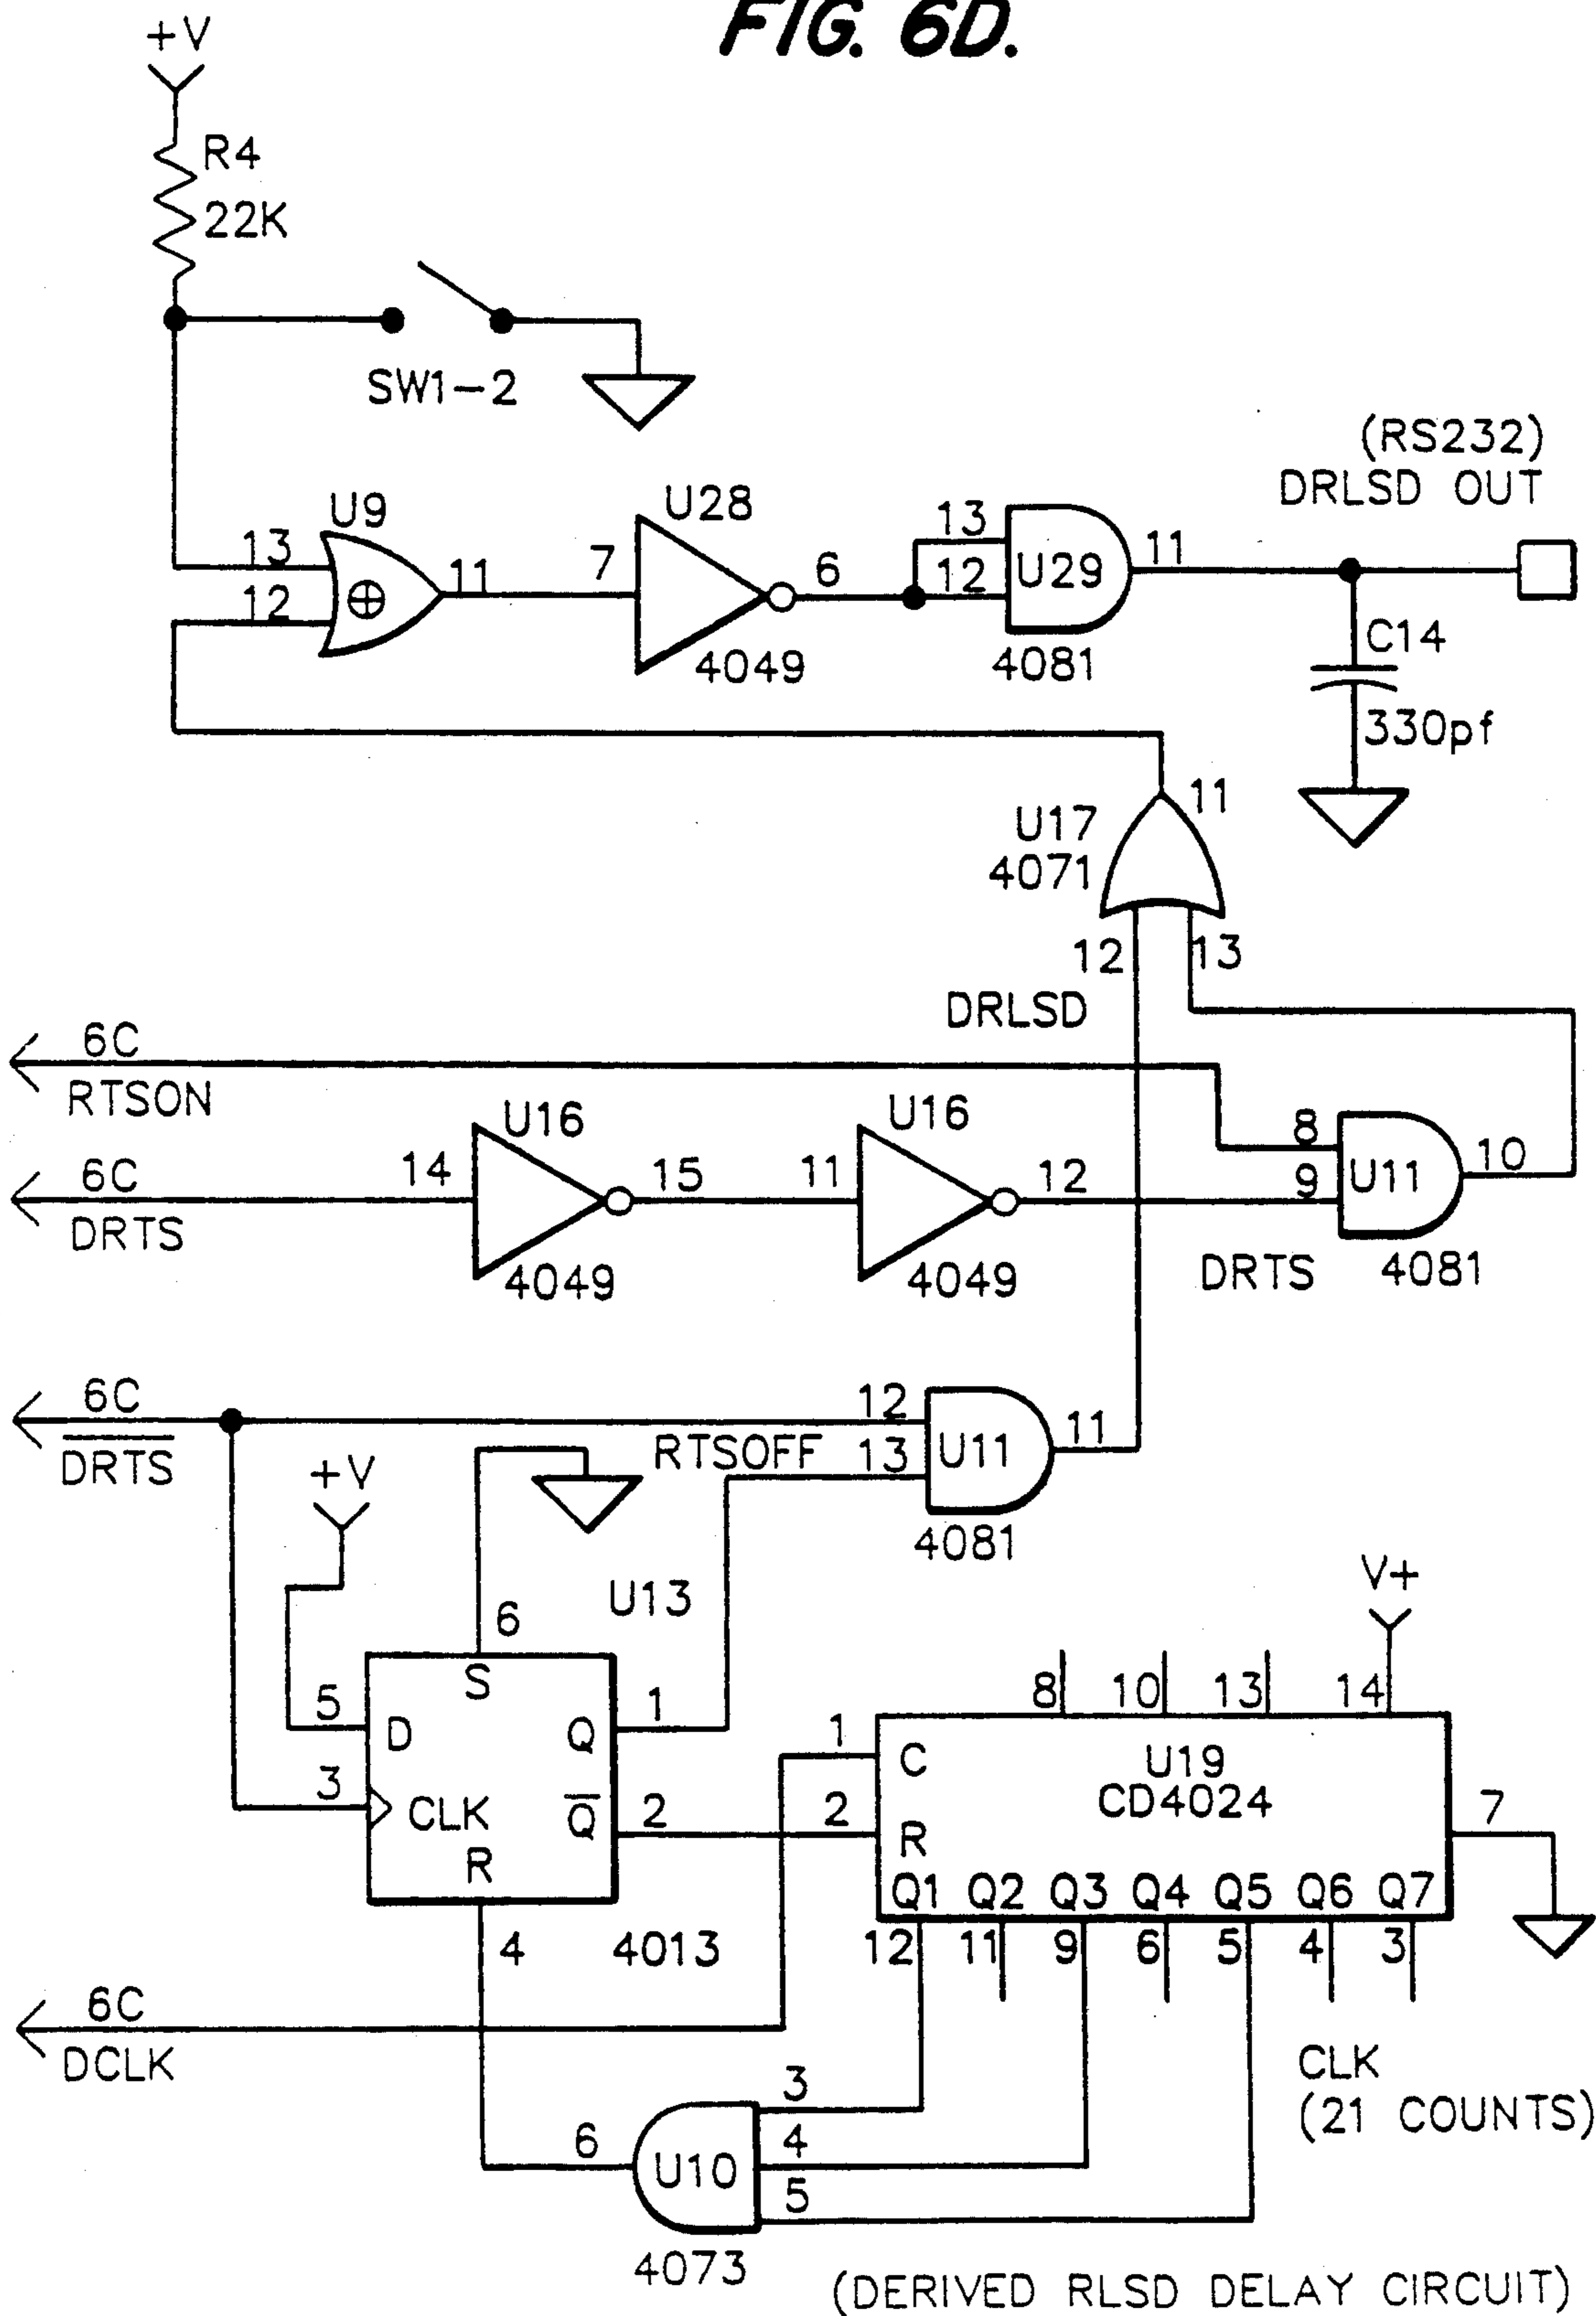 FIG. 6D.
+V
R4
22K
SW1-2
(RS232)
DRLSD OUT
U9
U28
13
13
12
11
7
6
12
U29
11
⊕
4049
4081
C14
330pf
U17
4071
11
12
13
DRLSD
6C
RTSON
U16
U16
8
6C
DRTS
14
15
11
12
9
U11
10
4049
4049
DRTS
4081
6C
D̅R̅T̅S̅
12
RTSOFF
13
U11
11
+V
4081
U13
V+
6
S
8
10
13
14
5
D
Q
1
1
C
U19
CD4024
3
CLK
Q̅
2
2
R
7
R
Q1 Q2 Q3 Q4 Q5 Q6 Q7
4
4013
12
11
9
6
5
4
3
6C
DCLK
CLK
(21 COUNTS)
3
6
U10
4
5
4073
(DERIVED RLSD DELAY CIRCUIT)